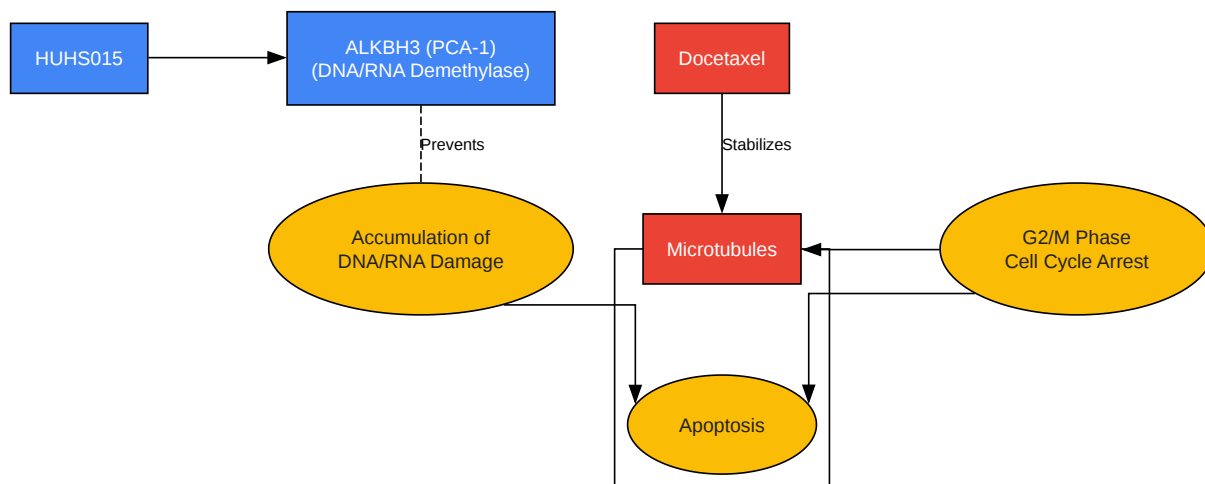 HUHS015
ALKBH3 (PCA-1)
(DNA/RNA Demethylase)
Docetaxel
Prevents
Stabilizes
Accumulation of
DNA/RNA Damage
Microtubules
G2/M Phase
Cell Cycle Arrest
Apoptosis